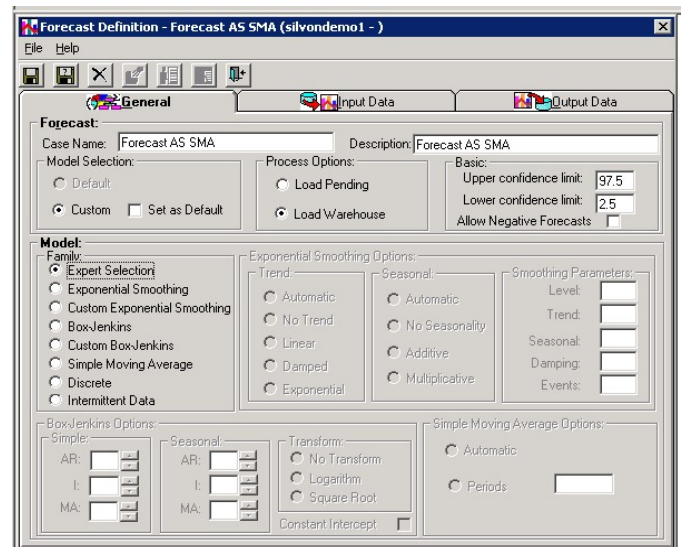 Forecast Definition - Forecast AS SMA (silvondemo1 - )
File Help
General Input Data Output Data
Forecast:
Case Name: Forecast AS SMA Description: Forecast AS SMA
Model Selection: Process Options: Basic:
Default Load Pending Upper confidence limit: 97.5
Custom Set as Default Load Warehouse Lower confidence limit: 2.5
Allow Negative Forecasts
Model:
Family: Exponential Smoothing Options:
Expert Selection Trend: Seasonal: Smoothing Parameters:
Exponential Smoothing Automatic Automatic Level:
Custom Exponential Smoothing No Trend No Seasonality Trend:
Box-Jenkins Linear Additive Seasonal:
Custom Box-Jenkins Damped Multiplicative Damping:
Simple Moving Average Exponential Events:
Discrete
Intermittent Data
Box-Jenkins Options: Simple Moving Average Options:
Simple: Seasonal: Transform:
AR: AR: No Transform Automatic
I: I: Logarithm Periods
MA: MA: Square Root
Constant Intercept